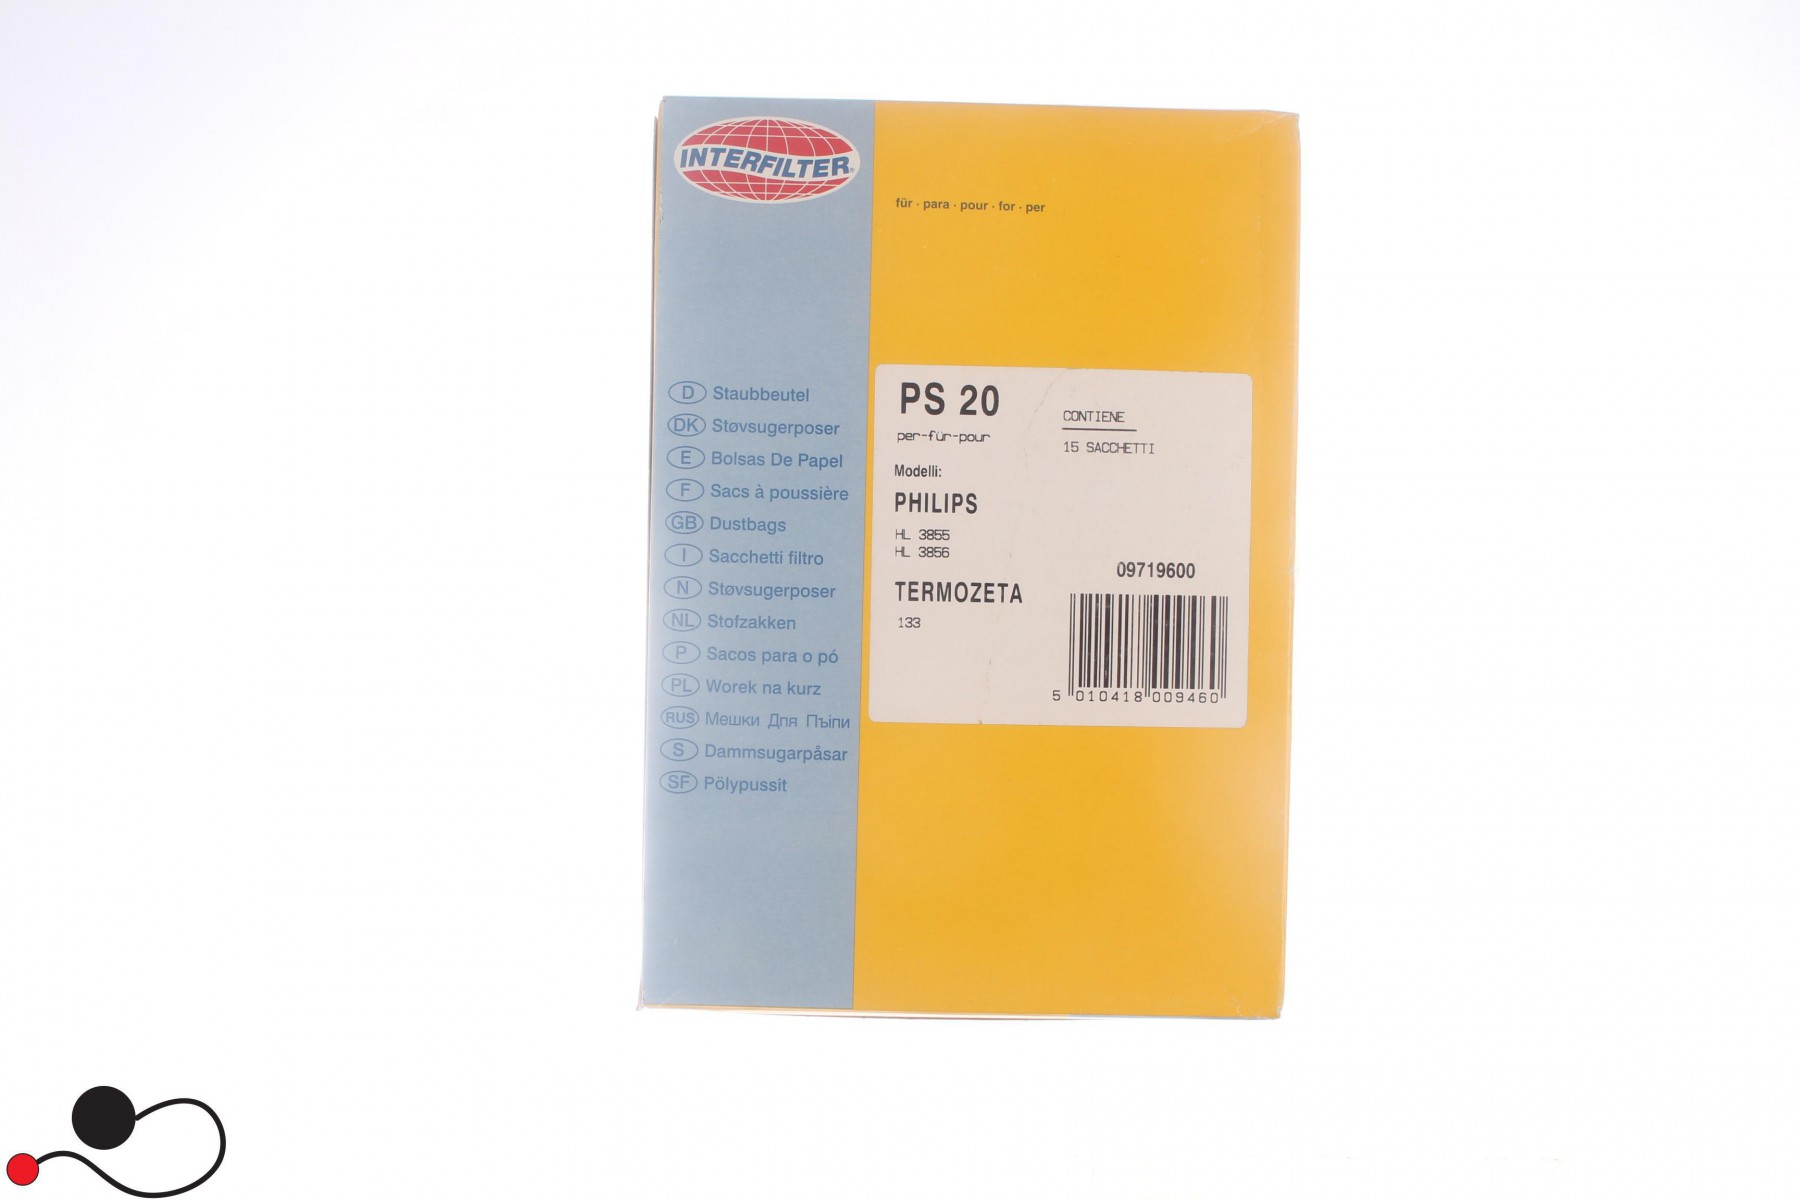 INTERFILTER®
für · para · pour · for · per
D Staubbeutel
DK Støvsugerposer
E Bolsas De Papel
F Sacs à poussière
GB Dustbags
I Sacchetti filtro
N Støvsugerposer
NL Stofzakken
P Sacos para o pó
PL Worek na kurz
RUS Мешки Дпя Пъіпи
S Dammsugarpåsar
SF Pölypussit
PS 20
per-für-pour
CONTIENE
15 SACCHETTI
Modelli:
PHILIPS
HL 3855
HL 3856
TERMOZETA
133
09719600
5 010418 009460